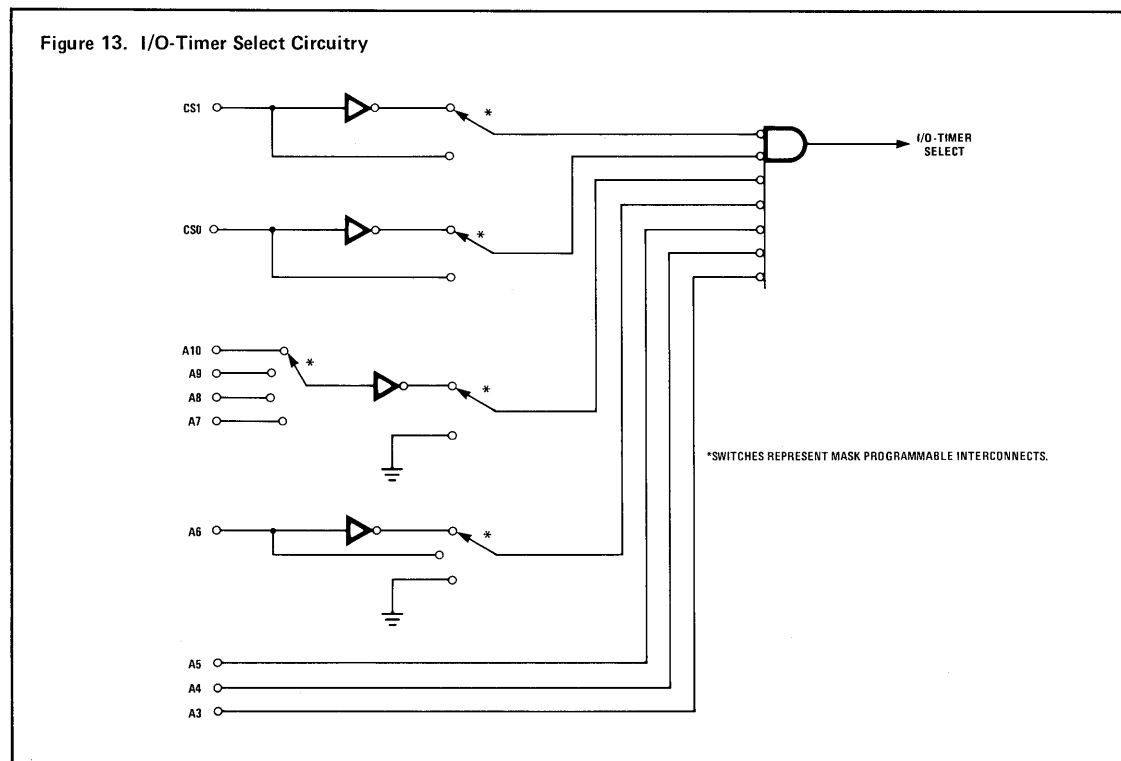 Figure 13. I/O-Timer Select Circuitry
CS1
*
I/O-TIMER
SELECT
CS0
*
A10
*
A9
*
A8
A7
*SWITCHES REPRESENT MASK PROGRAMMABLE INTERCONNECTS.
A6
*
A5
A4
A3